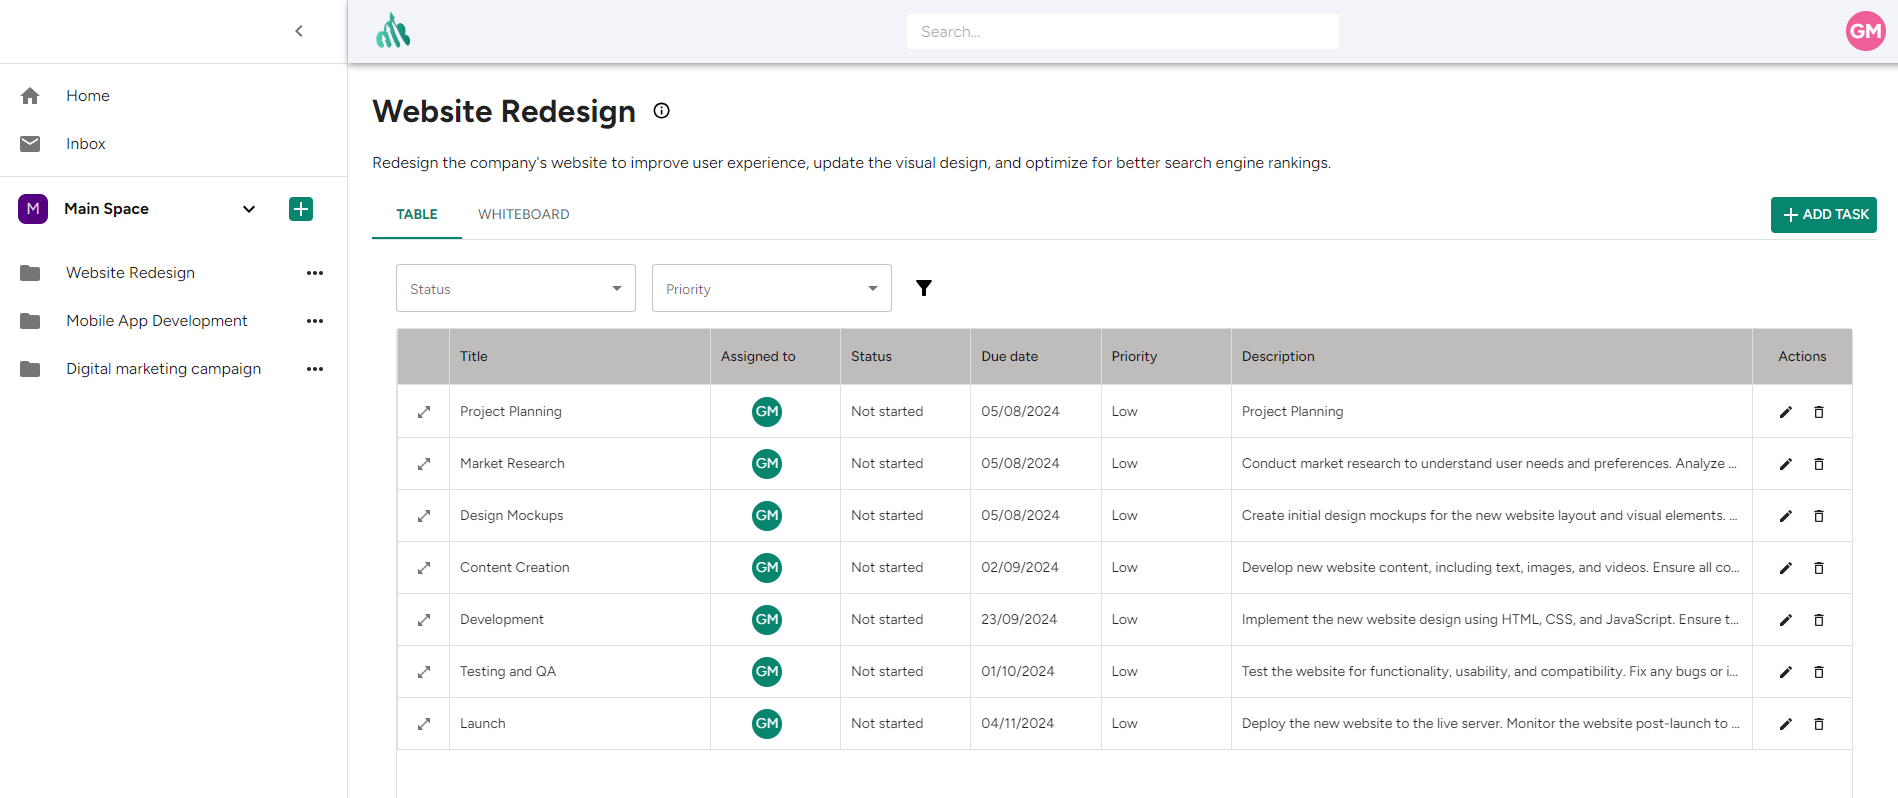 Search...
GM
Home
Inbox
M Main Space
Website Redesign
Mobile App Development
Digital marketing campaign
Website Redesign
Redesign the company's website to improve user experience, update the visual design, and optimize for better search engine rankings.
TABLE WHITEBOARD
ADD TASK
Status Priority
Title Assigned to Status Due date Priority Description Actions
Project Planning GM Not started 05/08/2024 Low Project Planning
Market Research GM Not started 05/08/2024 Low Conduct market research to understand user needs and preferences. Analyze ...
Design Mockups GM Not started 05/08/2024 Low Create initial design mockups for the new website layout and visual elements. ...
Content Creation GM Not started 02/09/2024 Low Develop new website content, including text, images, and videos. Ensure all co...
Development GM Not started 23/09/2024 Low Implement the new website design using HTML, CSS, and JavaScript. Ensure t...
Testing and QA GM Not started 01/10/2024 Low Test the website for functionality, usability, and compatibility. Fix any bugs or i...
Launch GM Not started 04/11/2024 Low Deploy the new website to the live server. Monitor the website post-launch to ...